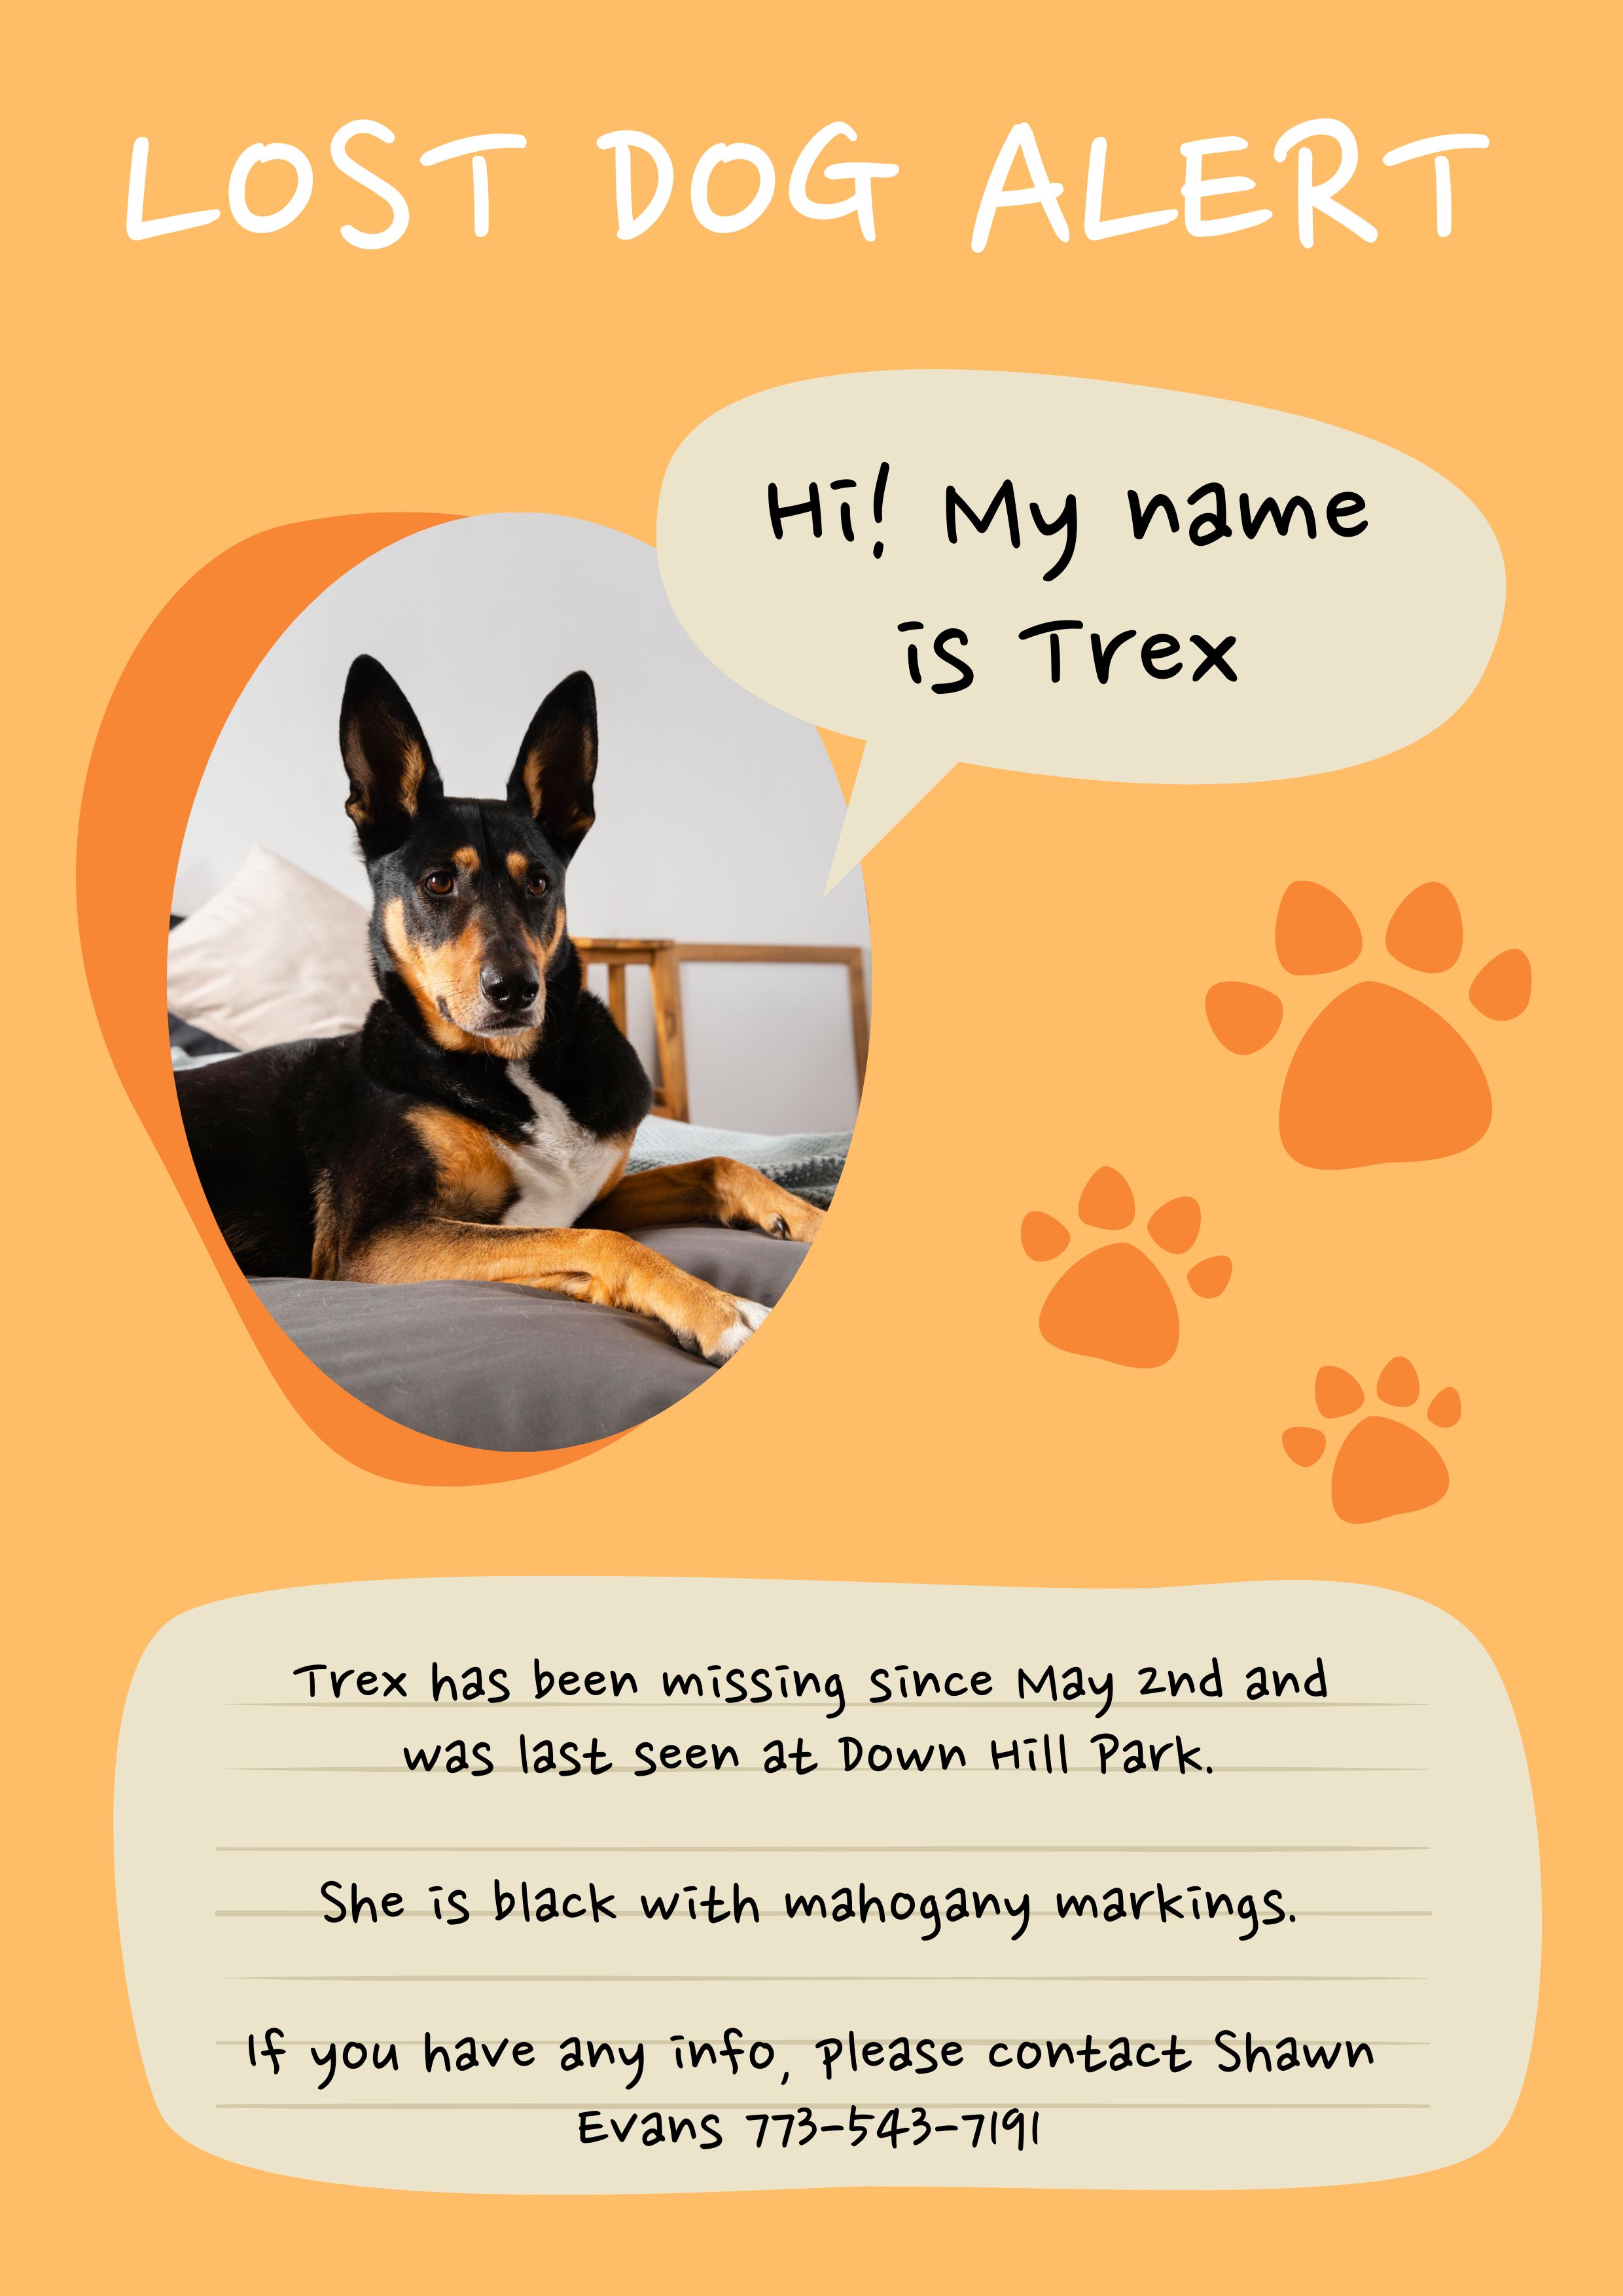 LOST DOG ALERT
Hi! My name
is Trex
Trex has been missing since May 2nd and
was last seen at Down Hill Park.
She is black with mahogany markings.
If you have any info, please contact Shawn
Evans 773-543-7191